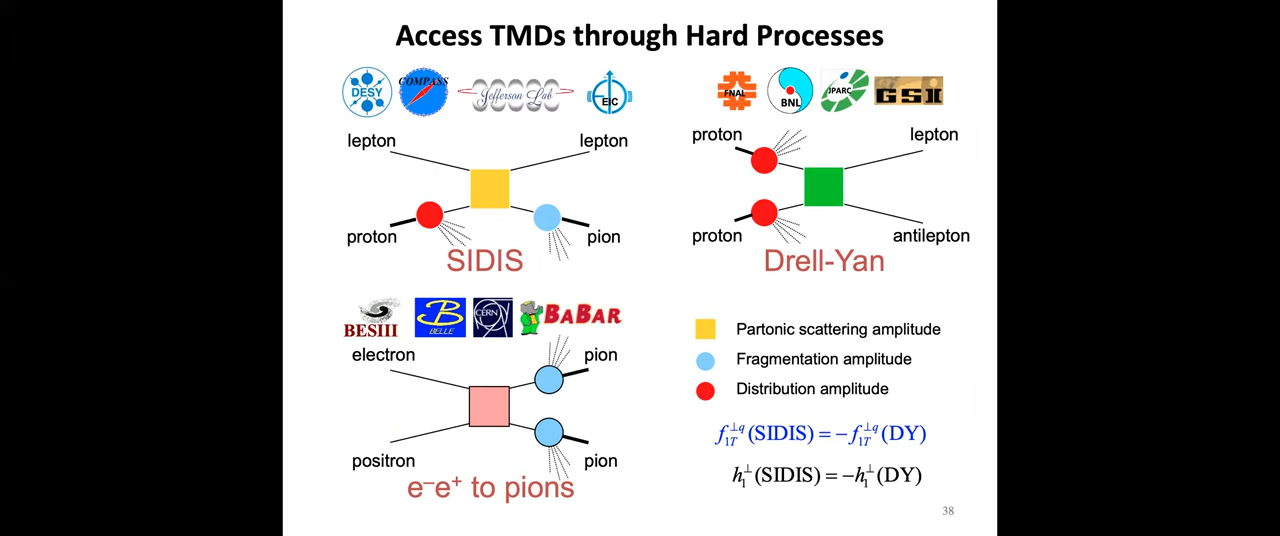 Access TMDs through Hard Processes
DESY
COMPASS
Jefferson Lab
EIC
lepton
lepton
proton
pion
SIDIS
FNAL
BNL
JPARC
GSI
proton
lepton
proton
antilepton
Drell-Yan
BESIII
BELLE
CERN
BABAR
electron
pion
positron
pion
e⁻e⁺ to pions
Partonic scattering amplitude
Fragmentation amplitude
Distribution amplitude
f₁T⊥q (SIDIS) = −f₁T⊥q (DY)
h₁⊥ (SIDIS) = −h₁⊥ (DY)
38